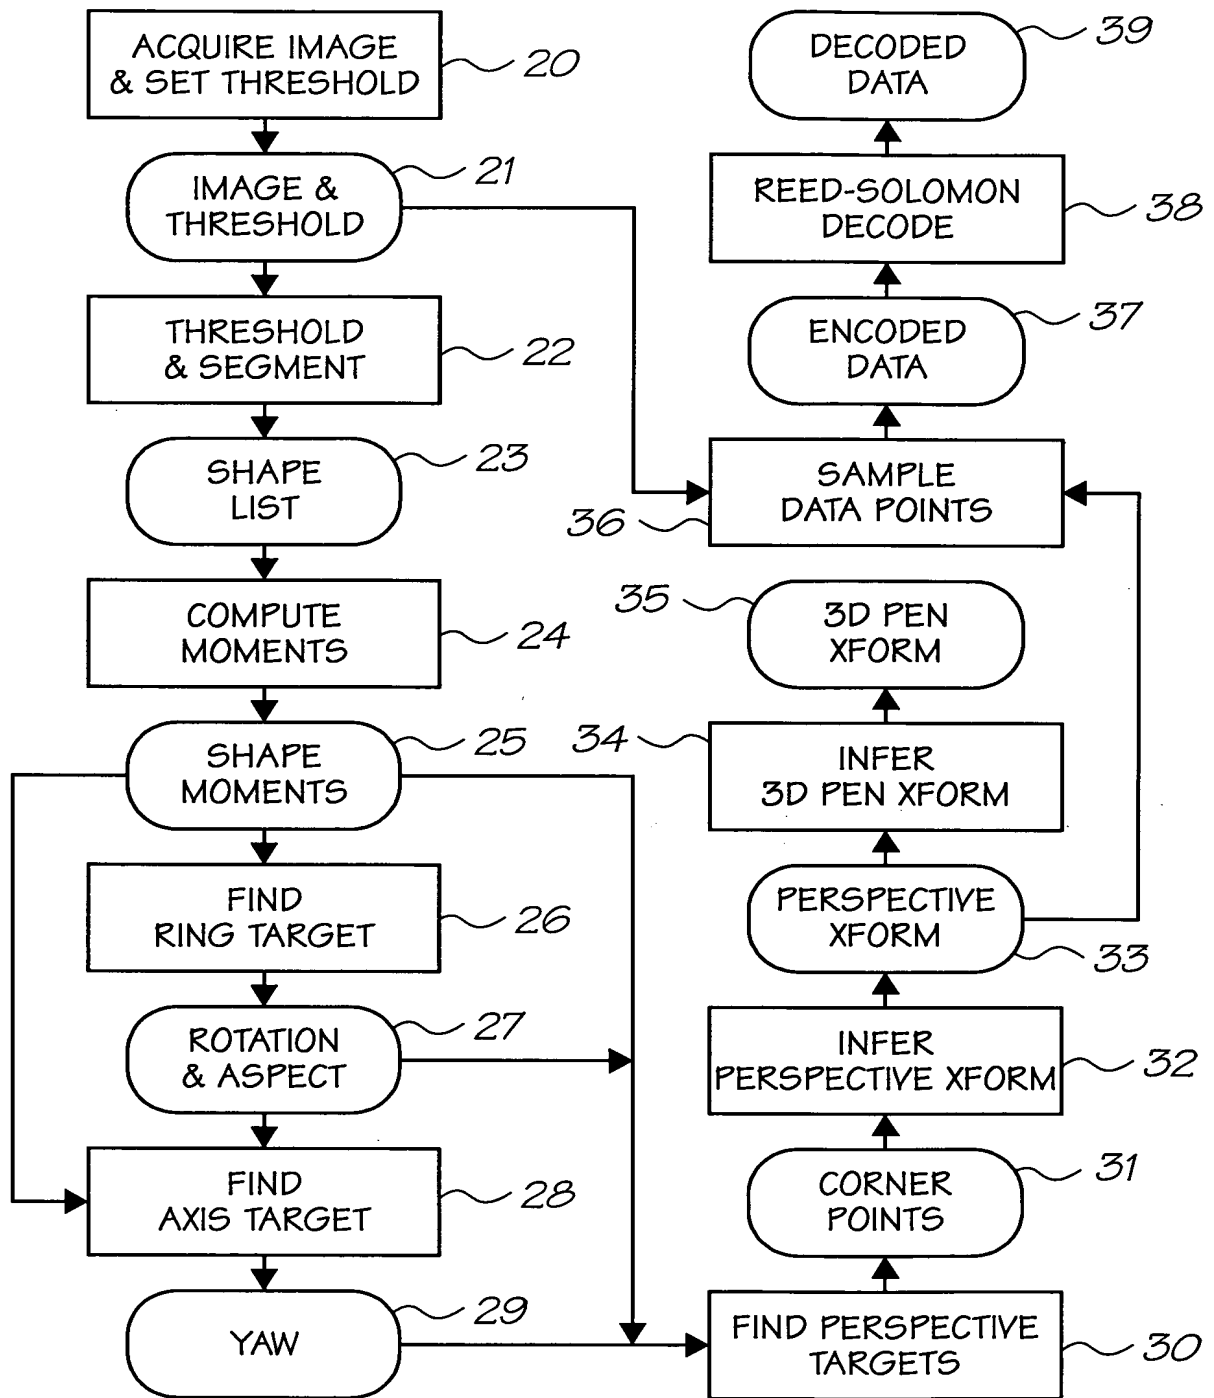 ACQUIRE IMAGE
& SET THRESHOLD
20
IMAGE &
THRESHOLD
21
THRESHOLD
& SEGMENT
22
SHAPE
LIST
23
COMPUTE
MOMENTS
24
SHAPE
MOMENTS
25
FIND
RING TARGET
26
ROTATION
& ASPECT
27
FIND
AXIS TARGET
28
YAW
29
FIND PERSPECTIVE
TARGETS
30
CORNER
POINTS
31
INFER
PERSPECTIVE XFORM
32
PERSPECTIVE
XFORM
33
INFER
3D PEN XFORM
34
3D PEN
XFORM
35
SAMPLE
DATA POINTS
36
ENCODED
DATA
37
REED-SOLOMON
DECODE
38
DECODED
DATA
39